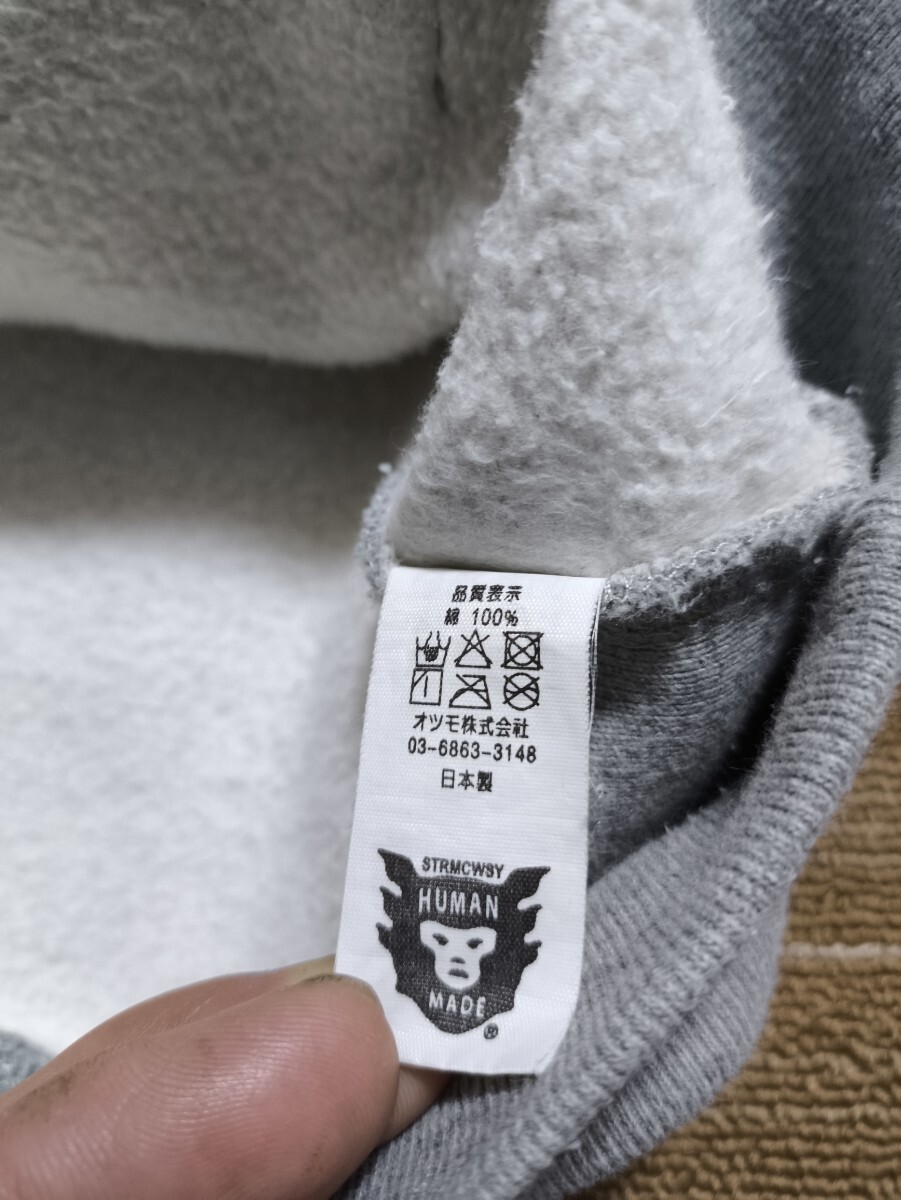 品質表示
綿 100%
オツモ株式会社
03-6863-3148
日本製
STRMCWSY
HUMAN
MADE
®